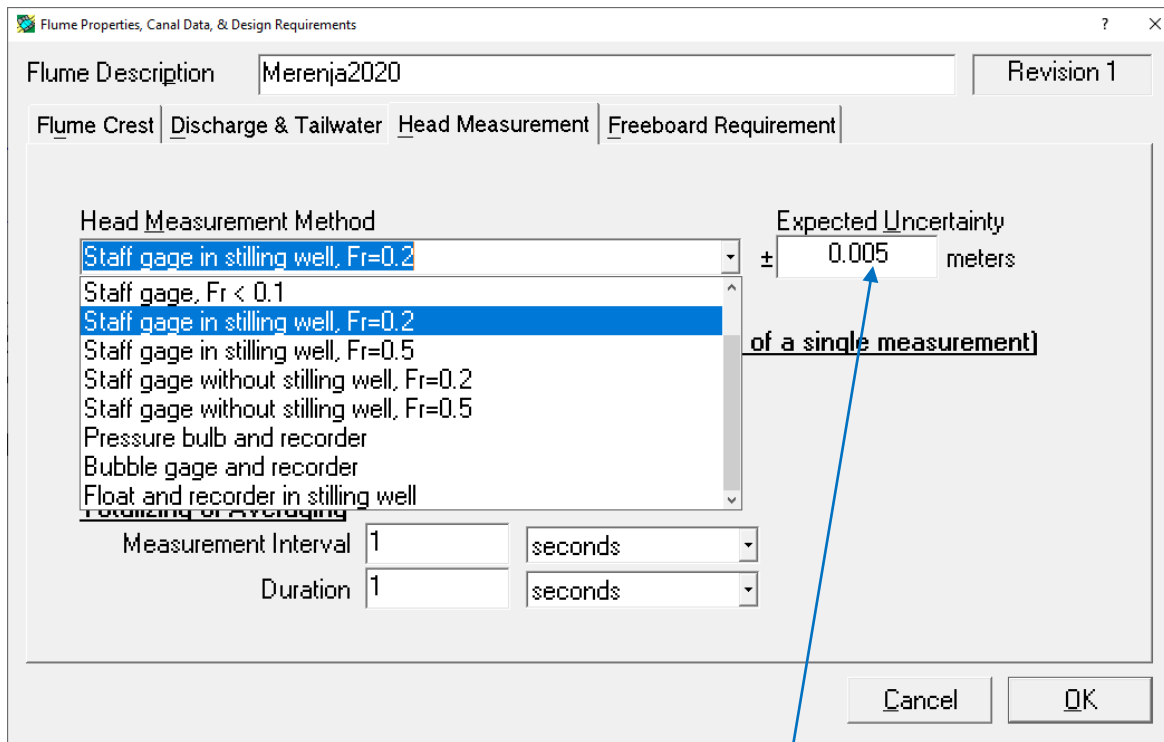 Flume Properties, Canal Data, & Design Requirements ? ×
Flume Description Merenja2020 Revision 1
Flume Crest Discharge & Tailwater Head Measurement Freeboard Requirement
Head Measurement Method Expected Uncertainty
Staff gage in stilling well, Fr=0.2 ± 0.005 meters
Staff gage, Fr < 0.1
Staff gage in stilling well, Fr=0.2
Staff gage in stilling well, Fr=0.5 of a single measurement)
Staff gage without stilling well, Fr=0.2
Staff gage without stilling well, Fr=0.5
Pressure bulb and recorder
Bubble gage and recorder
Float and recorder in stilling well
Totalizing or Averaging
Measurement Interval 1 seconds
Duration 1 seconds
Cancel OK